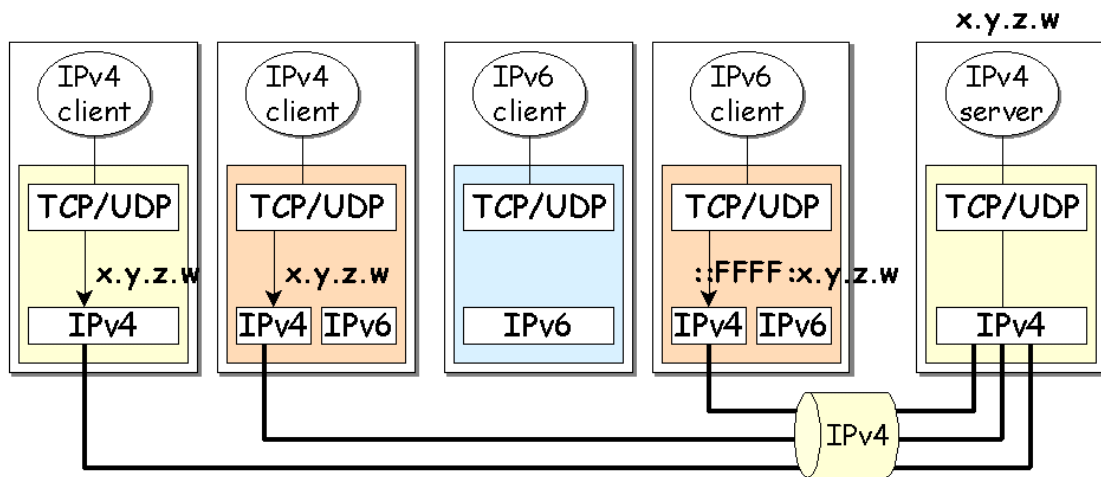 x.y.z.w
IPv4
client
IPv4
client
IPv6
client
IPv6
client
IPv4
server
TCP/UDP
TCP/UDP
TCP/UDP
TCP/UDP
TCP/UDP
x.y.z.w
x.y.z.w
::FFFF:x.y.z.w
IPv4
IPv4
IPv6
IPv6
IPv4
IPv6
IPv4
IPv4